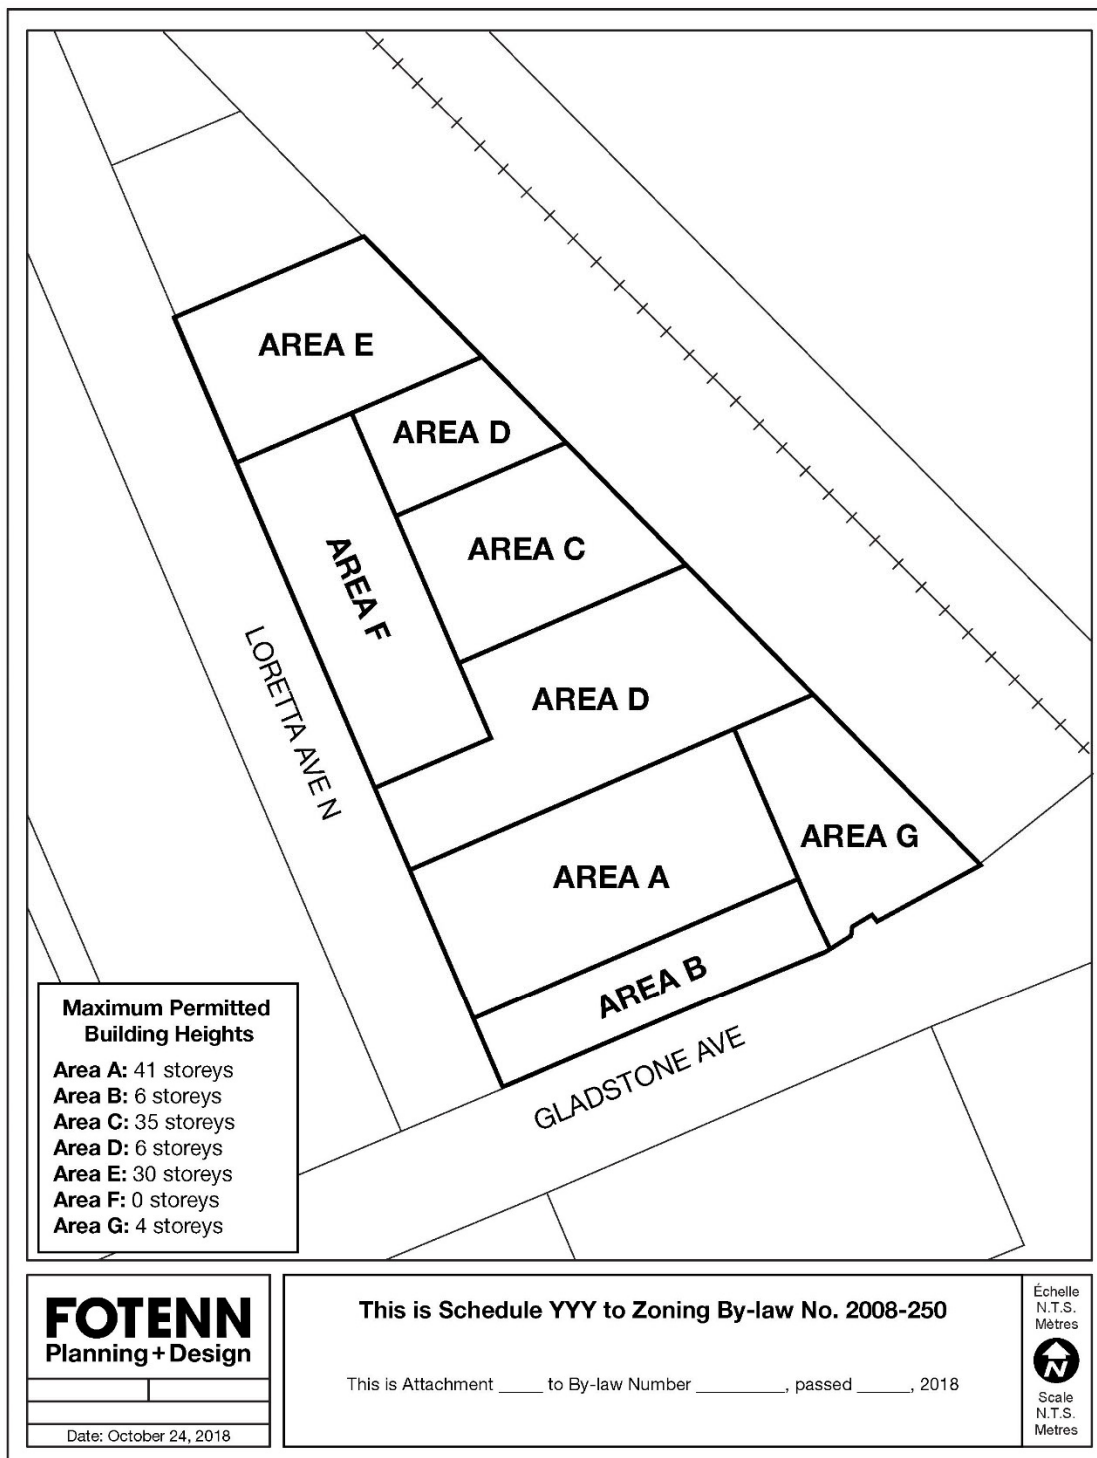 AREA E
AREA D
AREA C
AREA F
LORETTA AVE N
AREA D
AREA G
AREA A
AREA B
GLADSTONE AVE
Maximum Permitted
Building Heights
Area A: 41 storeys
Area B: 6 storeys
Area C: 35 storeys
Area D: 6 storeys
Area E: 30 storeys
Area F: 0 storeys
Area G: 4 storeys
FOTENN
Planning + Design
Date: October 24, 2018
This is Schedule YYY to Zoning By-law No. 2008-250
This is Attachment _____ to By-law Number __________, passed ______, 2018
Échelle
N.T.S.
Mètres
N
Scale
N.T.S.
Metres